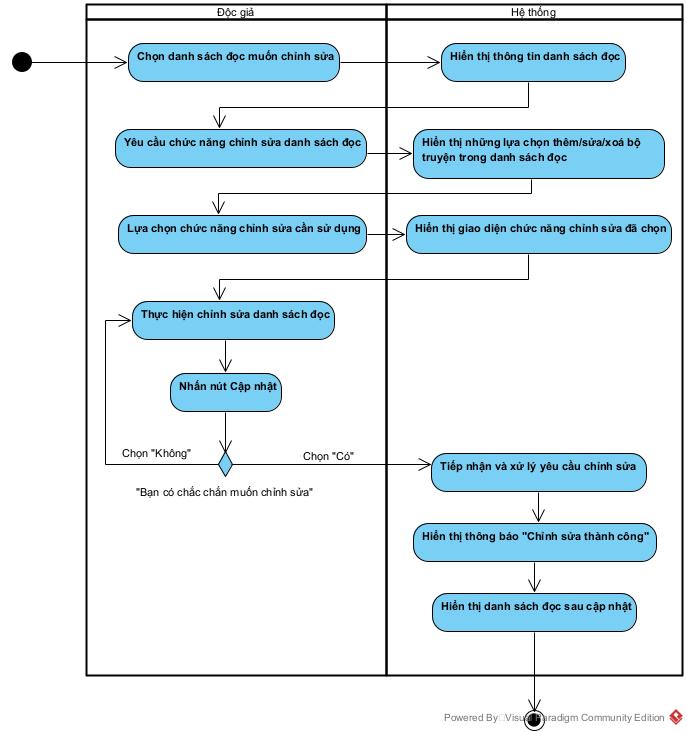 Độc giả
Hệ thống
Chọn danh sách đọc muốn chỉnh sửa
Hiển thị thông tin danh sách đọc
Yêu cầu chức năng chỉnh sửa danh sách đọc
Hiển thị những lựa chọn thêm/sửa/xoá bộ
truyện trong danh sách đọc
Lựa chọn chức năng chỉnh sửa cần sử dụng
Hiển thị giao diện chức năng chỉnh sửa đã chọn
Thực hiện chỉnh sửa danh sách đọc
Nhấn nút Cập nhật
Chọn "Không"
Chọn "Có"
"Bạn có chắc chắn muốn chỉnh sửa"
Tiếp nhận và xử lý yêu cầu chỉnh sửa
Hiển thị thông báo "Chỉnh sửa thành công"
Hiển thị danh sách đọc sau cập nhật
Powered By Visual Paradigm Community Edition